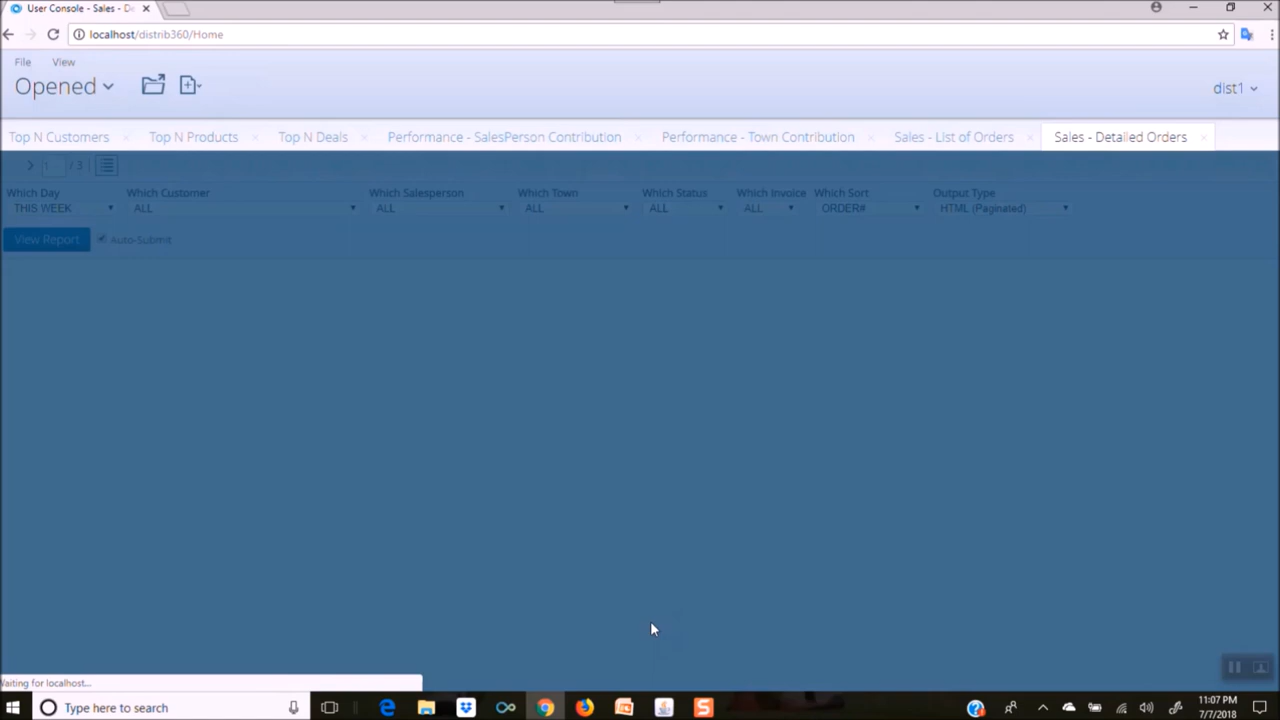 User Console - Sales - De
localhost/distrib360/Home
File View
Opened
dist1
Top N Customers Top N Products Top N Deals Performance - SalesPerson Contribution Performance - Town Contribution Sales - List of Orders Sales - Detailed Orders
1 / 3
Which Day Which Customer Which Salesperson Which Town Which Status Which Invoice Which Sort Output Type
THIS WEEK ALL ALL ALL ALL ALL ORDER# HTML (Paginated)
View Report Auto-Submit
Waiting for localhost...
Type here to search
11:07 PM
7/7/2018